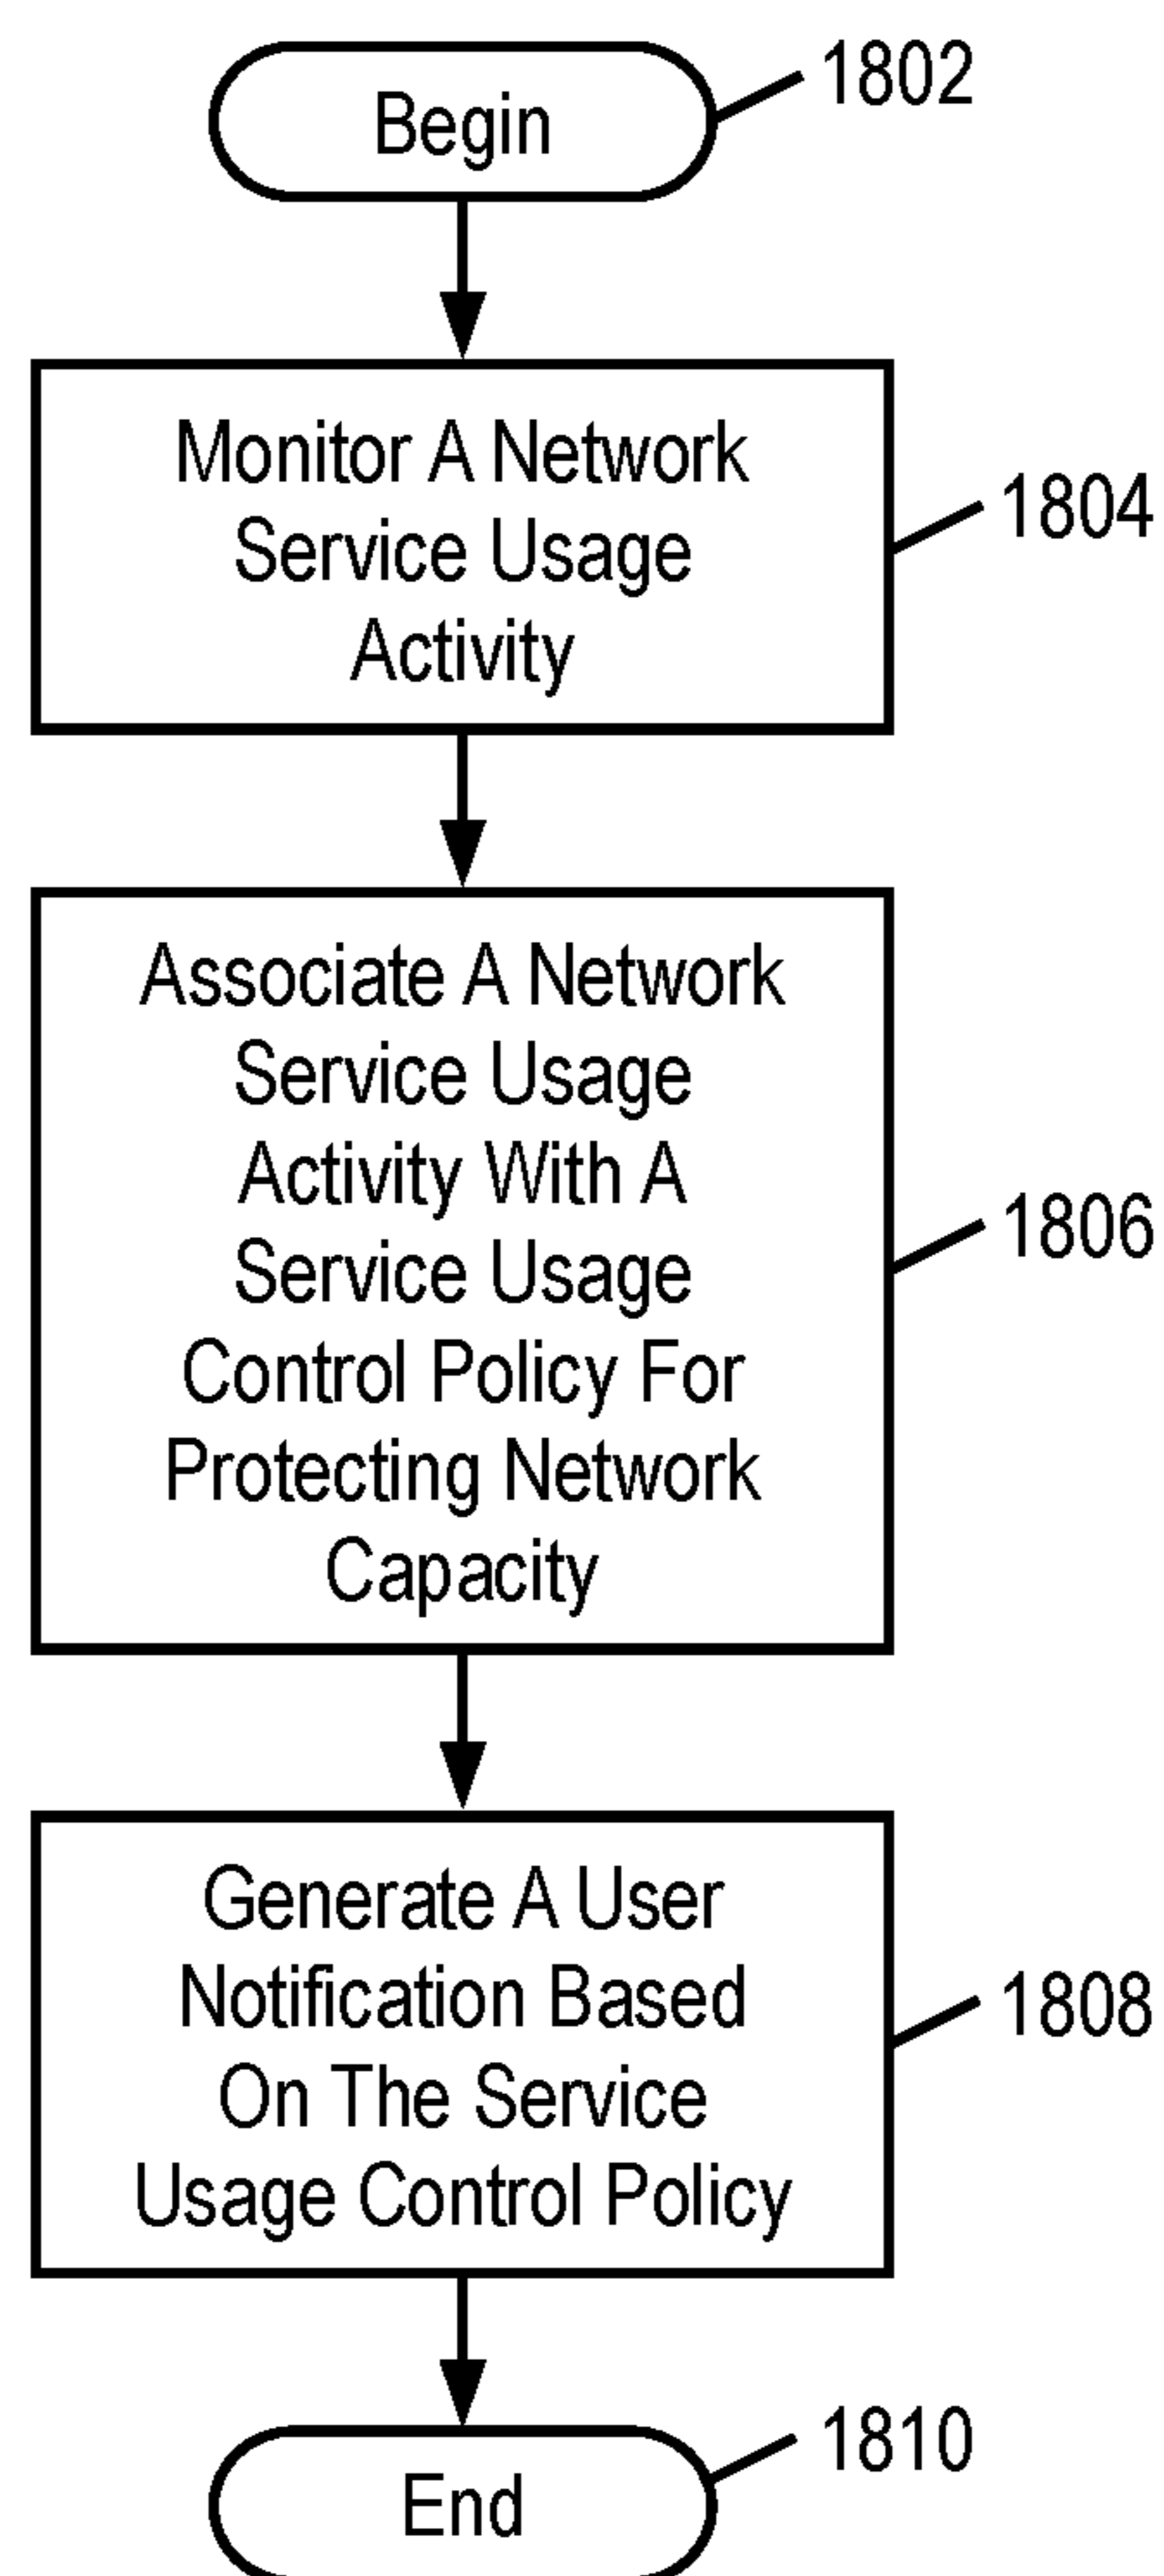 Begin
1802
Monitor A Network
Service Usage
Activity
1804
Associate A Network
Service Usage
Activity With A
Service Usage
Control Policy For
Protecting Network
Capacity
1806
Generate A User
Notification Based
On The Service
Usage Control Policy
1808
End
1810